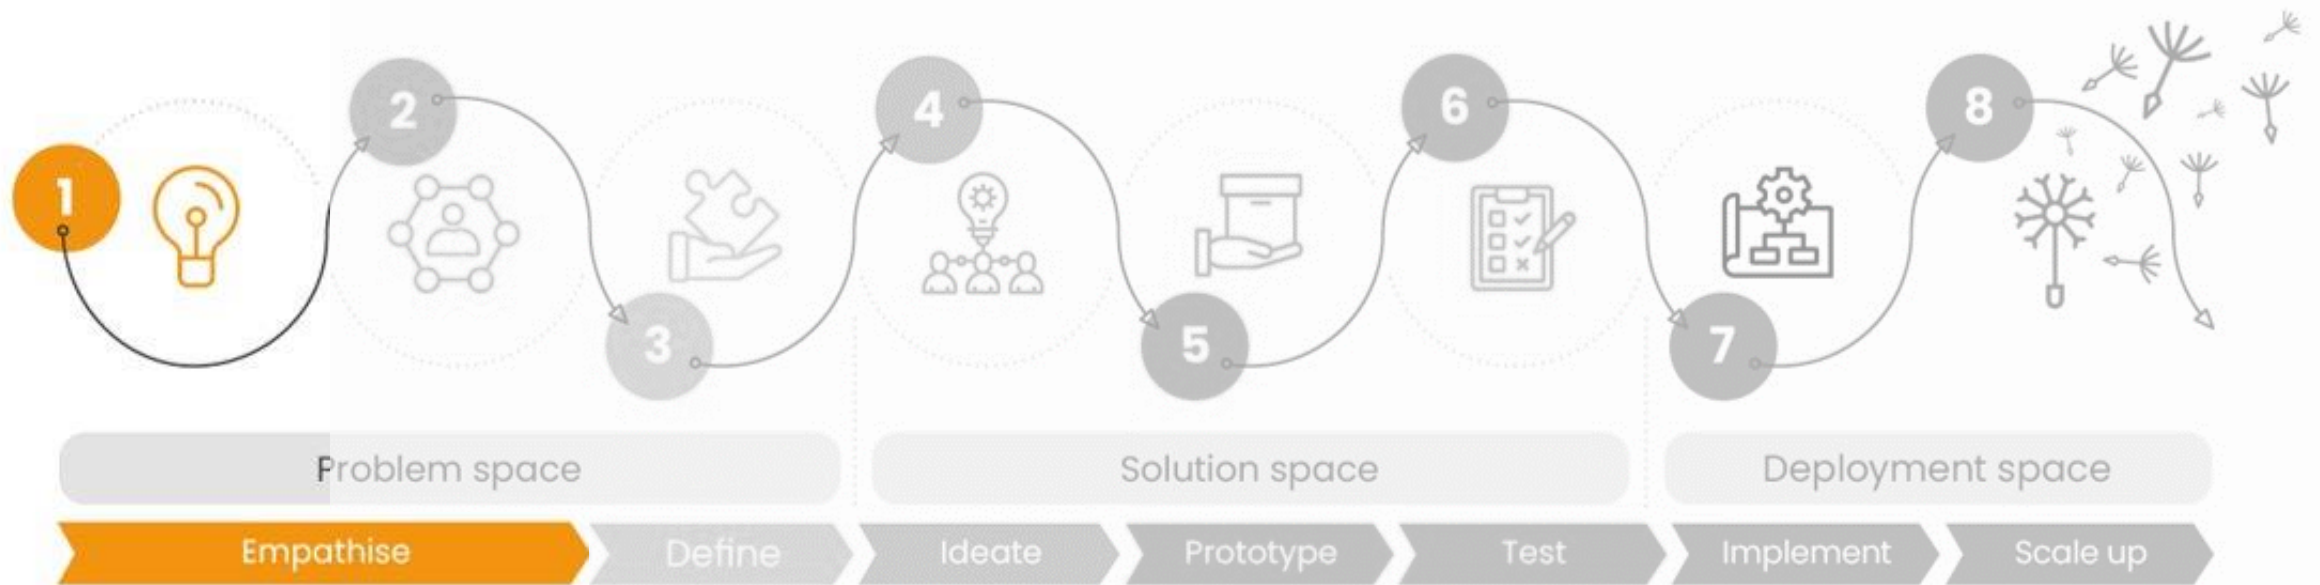 1
2
3
4
5
6
7
8
Problem space
Solution space
Deployment space
Empathise
Define
Ideate
Prototype
Test
Implement
Scale up